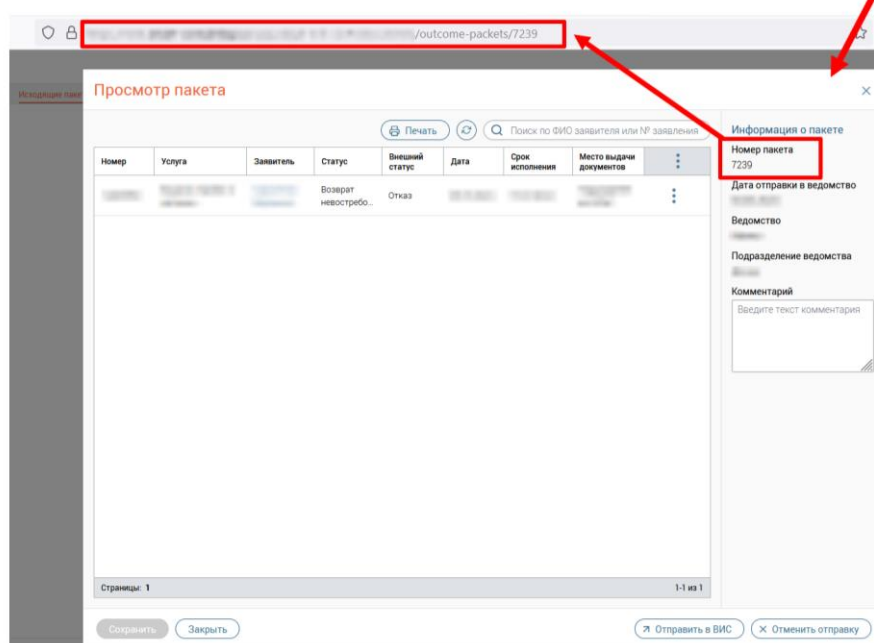 /outcome-packets/7239
Исходящие паке
Просмотр пакета
Печать
Поиск по ФИО заявителя или № заявления
Номер Услуга Заявитель Статус Внешний статус Дата Срок исполнения Место выдачи документов
Возврат невостребо... Отказ
Страницы: 1 1-1 из 1
Информация о пакете
Номер пакета
7239
Дата отправки в ведомство
Ведомство
Подразделение ведомства
Комментарий
Введите текст комментария
Сохранить Закрыть Отправить в ВИС Отменить отправку